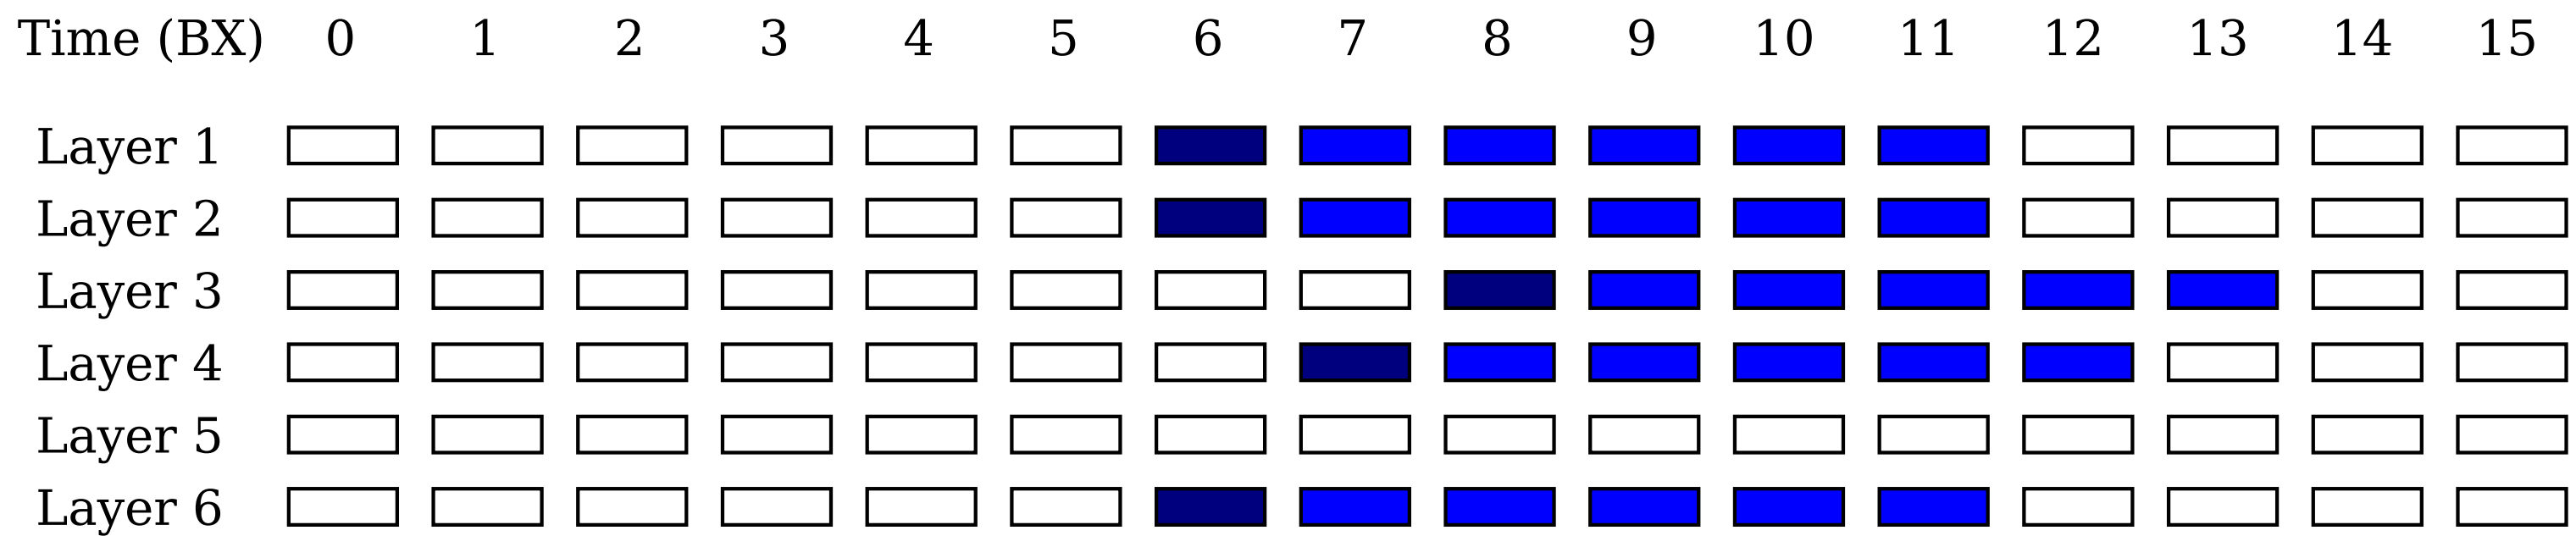 Time (BX) 0 1 2 3 4 5 6 7 8 9 10 11 12 13 14 15
Layer 1
Layer 2
Layer 3
Layer 4
Layer 5
Layer 6